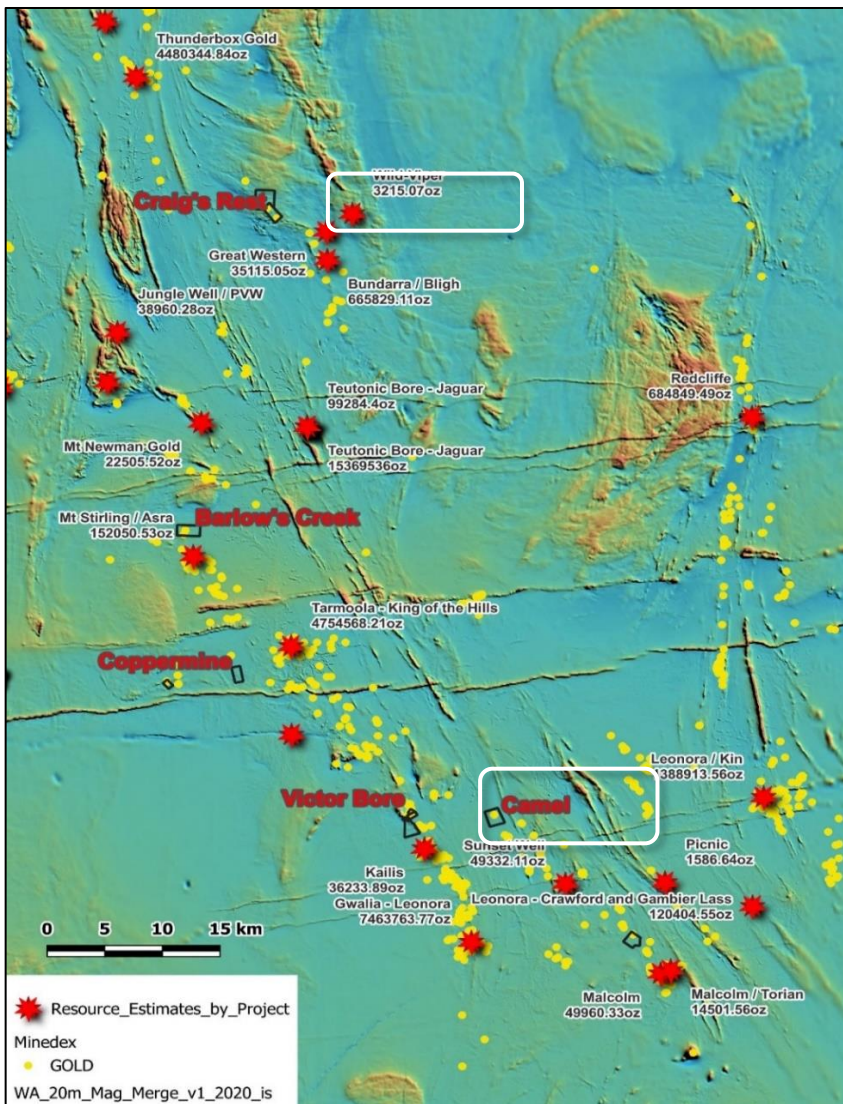 Thunderbox Gold
4480344.84oz
Wild-Viper
3215.07oz
Craig's Rest
Great Western
35115.05oz
Bundarra / Bligh
665829.11oz
Jungle Well / PVW
38960.28oz
Redcliffe
684849.49oz
Teutonic Bore - Jaguar
99284.4oz
Mt Newman Gold
22505.52oz
Teutonic Bore - Jaguar
15369536oz
Mt Stirling / Asra
152050.53oz
Barlow's Creek
Tarmoola - King of the Hills
4754568.21oz
Coppermine
Leonora / Kin
388913.56oz
Victor Bore
Camel
Sunset Well
49332.11oz
Picnic
1586.64oz
Kailis
36233.89oz
Gwalia - Leonora
7463763.77oz
Leonora - Crawford and Gambier Lass
120404.55oz
0 5 10 15 km
Malcolm
49960.33oz
Malcolm / Torian
14501.56oz
Resource_Estimates_by_Project
Minedex
GOLD
WA_20m_Mag_Merge_v1_2020_is